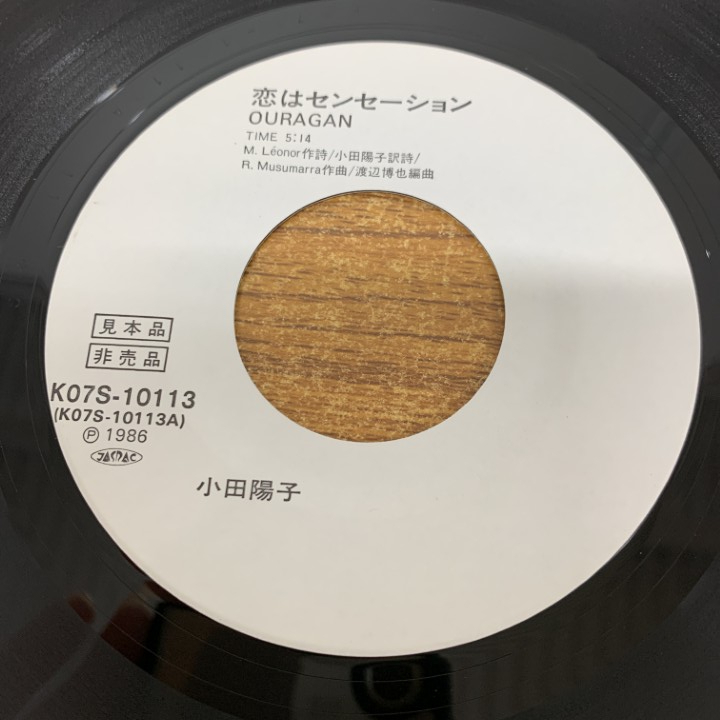 恋はセンセーション
OURAGAN
TIME 5:14
M. Léonor作詩/小田陽子訳詩/
R. Musumarra作曲/渡辺博也編曲
見本品
非売品
K07S-10113
(K07S-10113A)
Ⓟ 1986
JASRAC
小田陽子